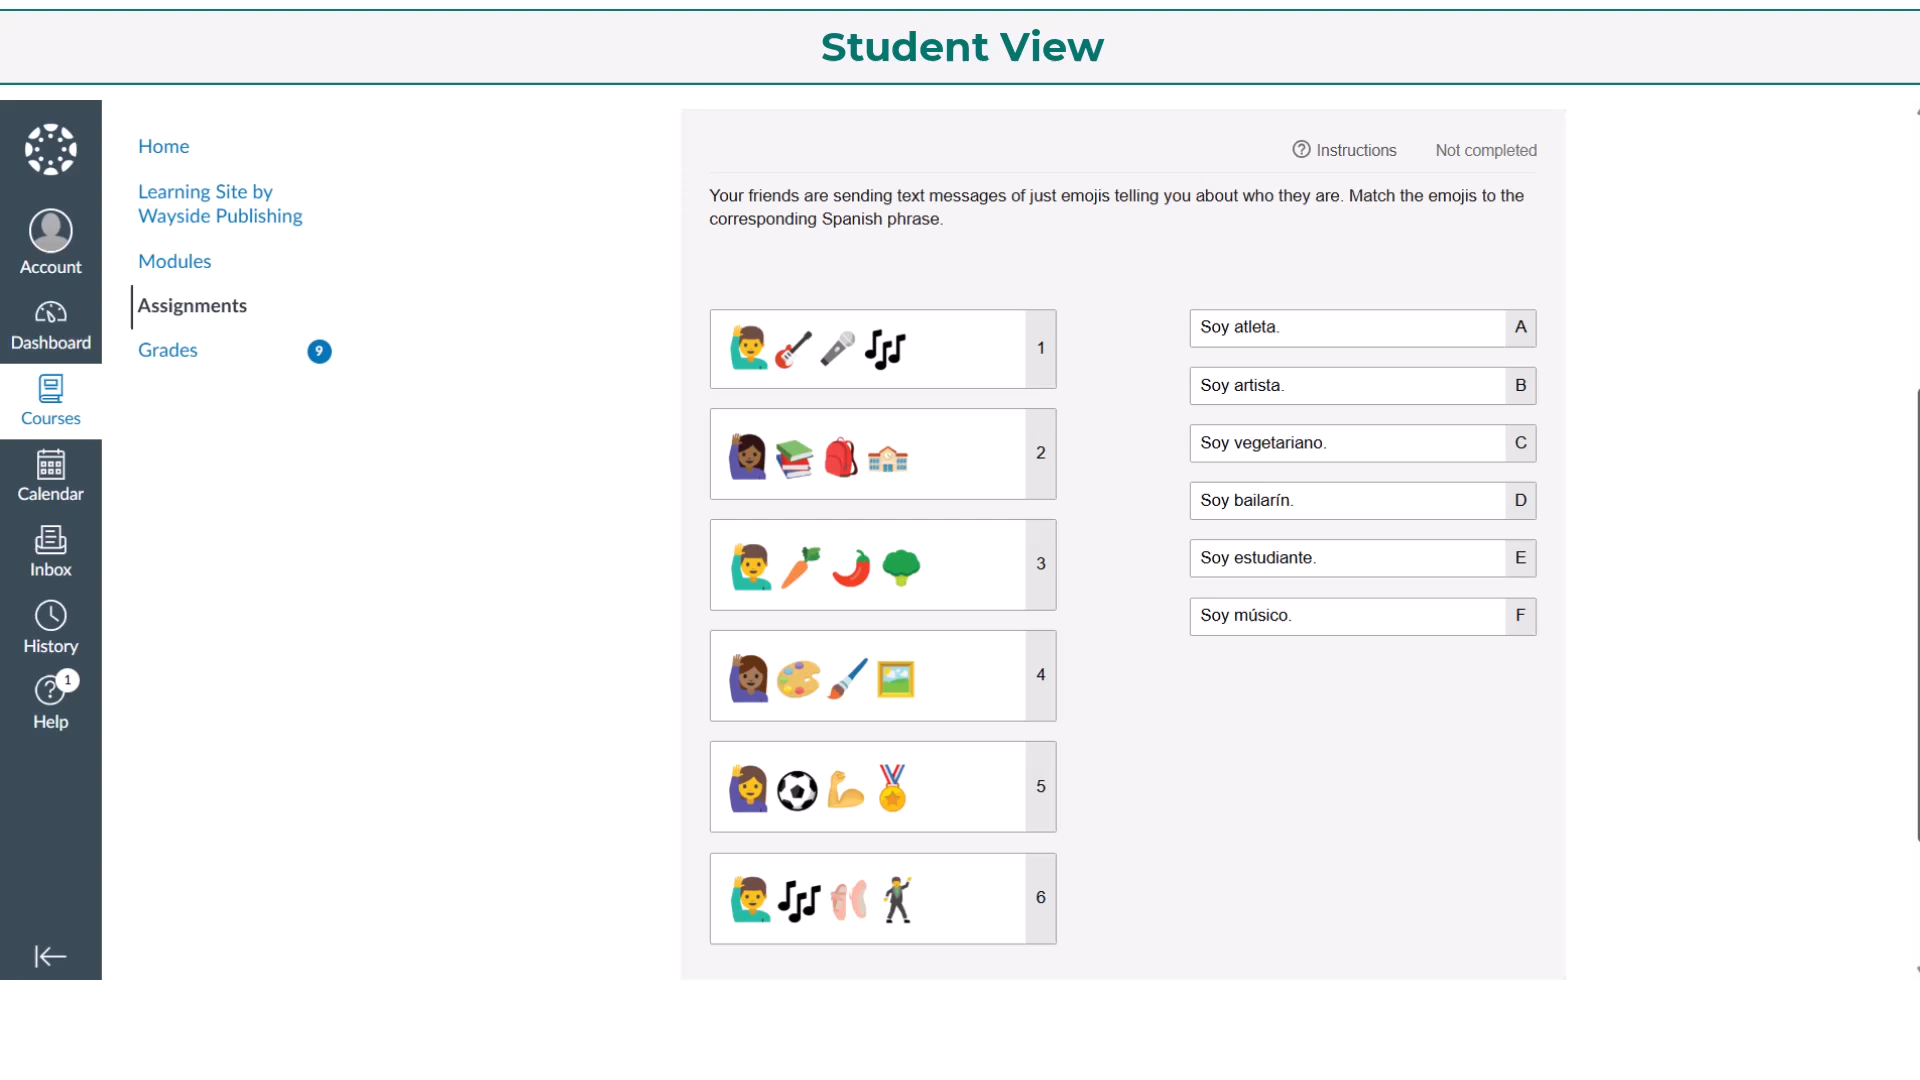 Student View
Account
Dashboard
Courses
Calendar
Inbox
History
1
Help
Home
Learning Site by
Wayside Publishing
Modules
Assignments
Grades
9
Instructions
Not completed
Your friends are sending text messages of just emojis telling you about who they are. Match the emojis to the
corresponding Spanish phrase.
1
2
3
4
5
6
Soy atleta. A
Soy artista. B
Soy vegetariano. C
Soy bailarín. D
Soy estudiante. E
Soy músico. F